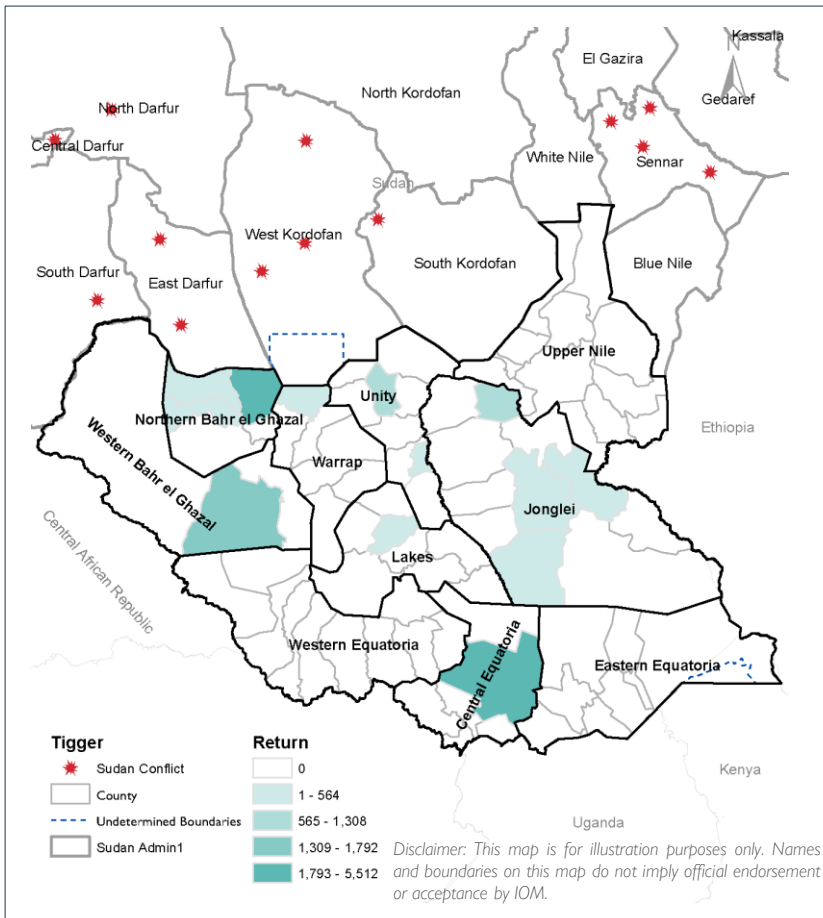 Kassala
El Gazira
N
North Kordofan
Gedaref
North Darfur
Central Darfur
White Nile
Sennar
Sudan
West Kordofan
South Kordofan
Blue Nile
South Darfur
East Darfur
Upper Nile
Unity
Northern Bahr el Ghazal
Ethiopia
Warrap
Western Bahr el Ghazal
Jonglei
Lakes
Central African Republic
Western Equatoria
Central Equatoria
Eastern Equatoria
Kenya
Uganda
Tigger
Sudan Conflict
County
Undetermined Boundaries
Sudan Admin1
Return
0
1 - 564
565 - 1,308
1,309 - 1,792
1,793 - 5,512
Disclaimer: This map is for illustration purposes only. Names
and boundaries on this map do not imply official endorsement
or acceptance by IOM.